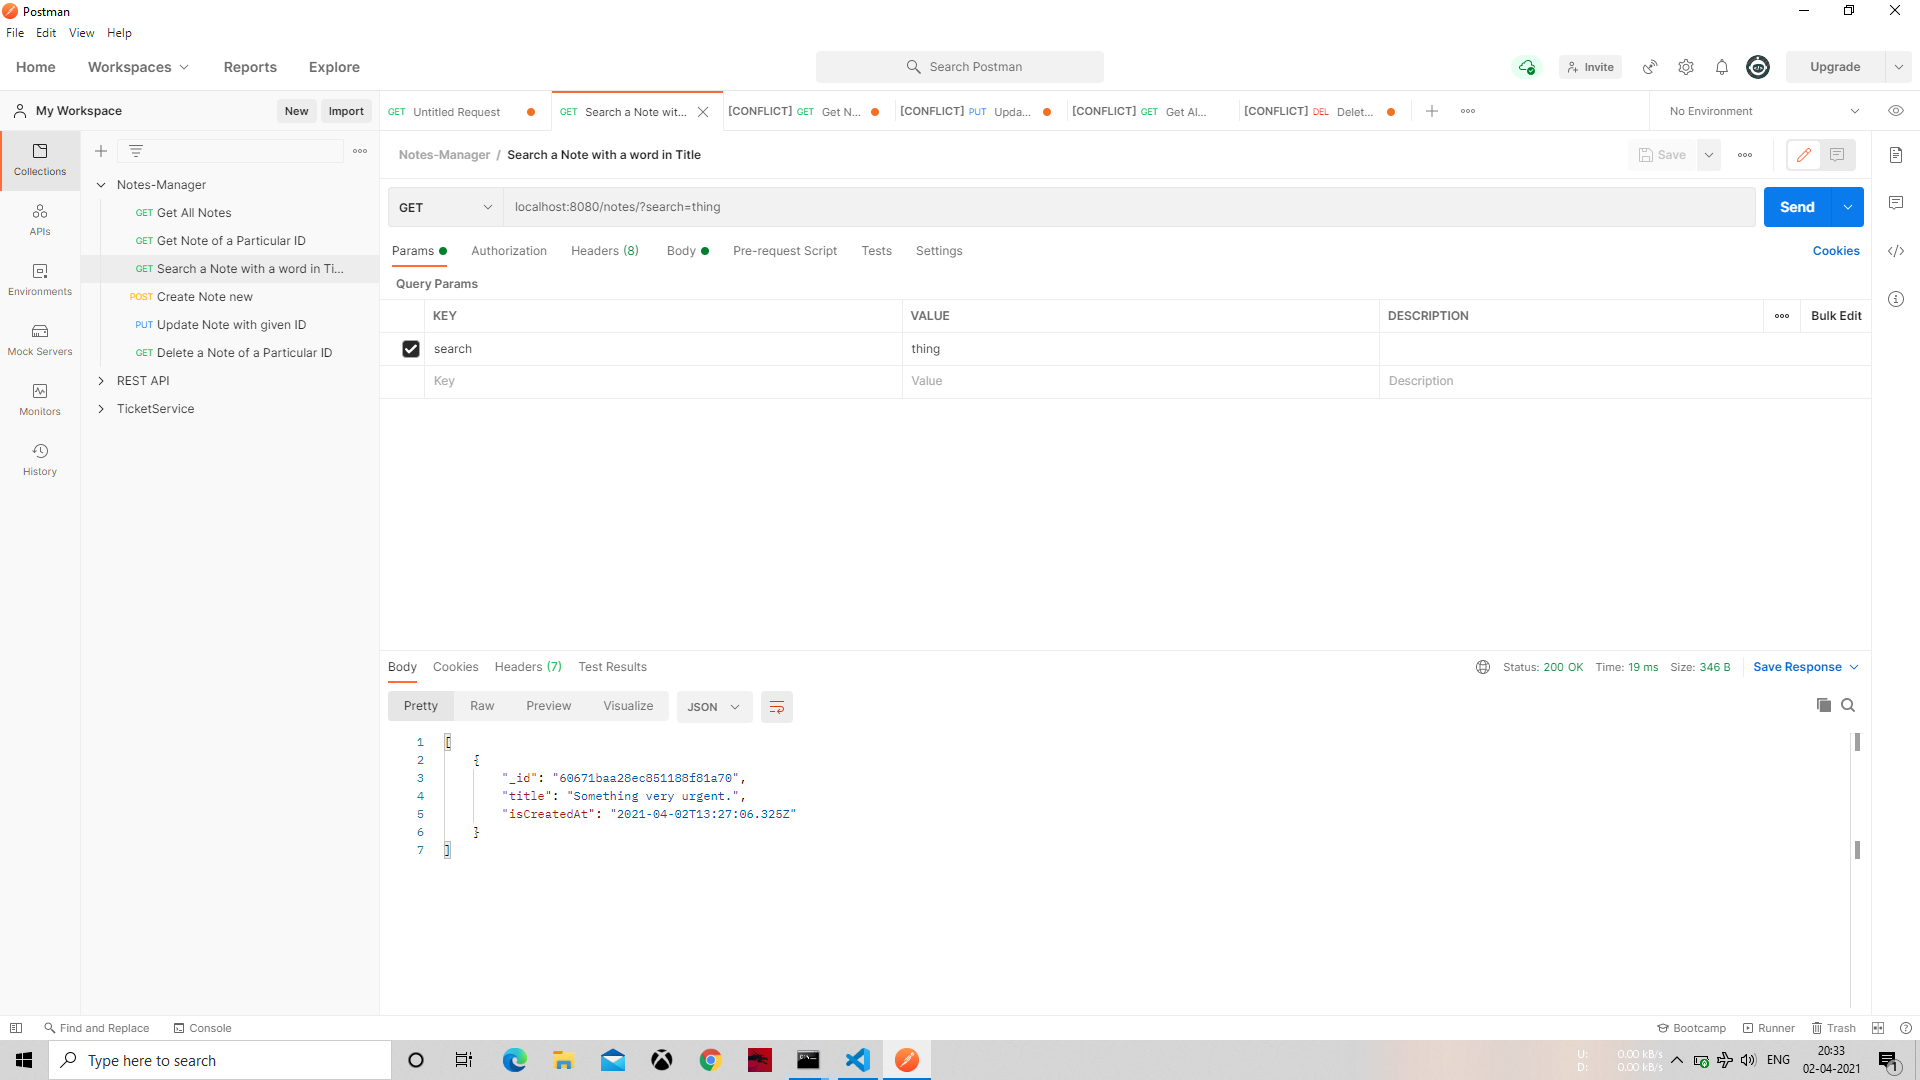 Postman
File Edit View Help
Home Workspaces Reports Explore
Search Postman
Invite
Upgrade
My Workspace
New Import
GET Untitled Request
GET Search a Note wit...
[CONFLICT] GET Get N...
[CONFLICT] PUT Upda...
[CONFLICT] GET Get Al...
[CONFLICT] DEL Delet...
No Environment
Collections
APIs
Environments
Mock Servers
Monitors
History
Notes-Manager
GET Get All Notes
GET Get Note of a Particular ID
GET Search a Note with a word in Ti...
POST Create Note new
PUT Update Note with given ID
GET Delete a Note of a Particular ID
REST API
TicketService
Notes-Manager / Search a Note with a word in Title
Save
GET localhost:8080/notes/?search=thing
Send
Params Authorization Headers (8) Body Pre-request Script Tests Settings
Cookies
Query Params
KEY VALUE DESCRIPTION
Bulk Edit
search thing
Key Value Description
Body Cookies Headers (7) Test Results
Status: 200 OK Time: 19 ms Size: 346 B
Save Response
Pretty Raw Preview Visualize JSON
1 [
2 {
3 "_id": "60671baa28ec851188f81a70",
4 "title": "Something very urgent.",
5 "isCreatedAt": "2021-04-02T13:27:06.325Z"
6 }
7 ]
Find and Replace Console
Bootcamp Runner Trash
Type here to search
U: 0.00 kB/s
D: 0.00 kB/s
ENG
20:33
02-04-2021
1